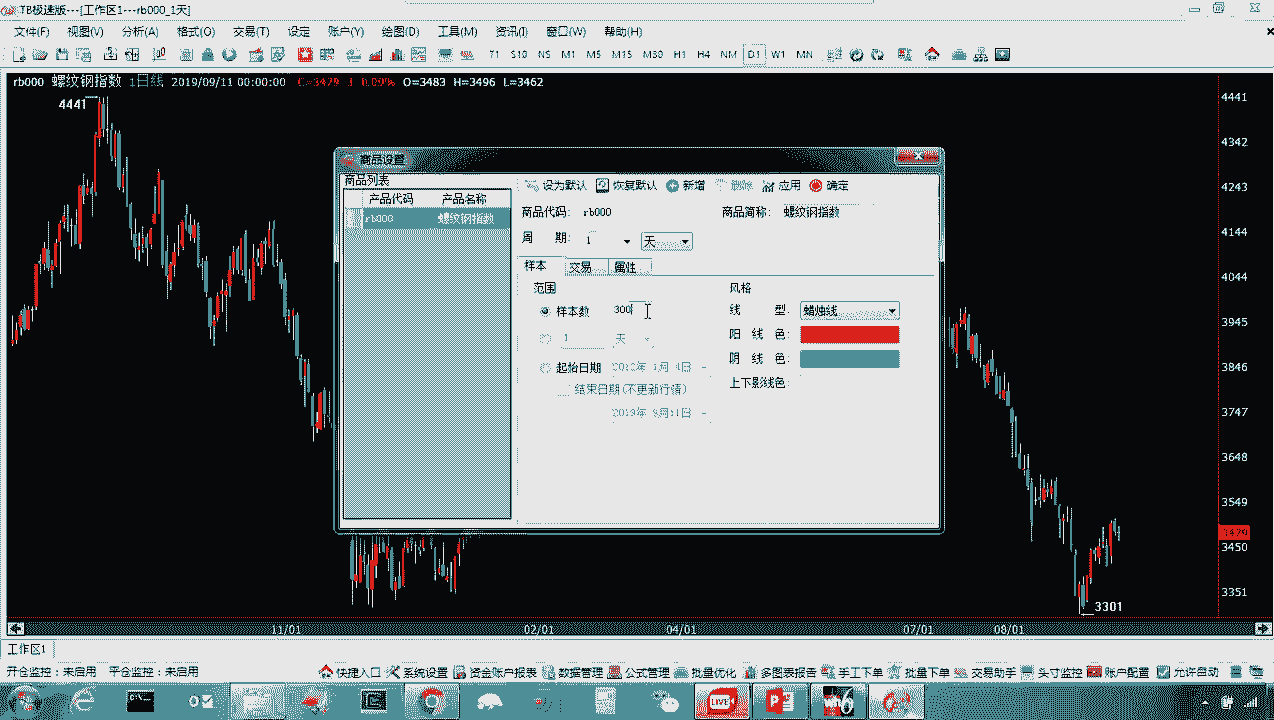 TB极速版---[工作区1---rb000_1天]
文件(F) 视图(V) 分析(A) 格式(O) 交易(T) 设定 账户(Y) 绘图(D) 工具(M) 资讯(I) 窗口(W) 帮助(H)
T1 S10 NS M1 M5 M15 M30 H1 H4 NM D1 W1 MN
rb000 螺纹钢指数 1日线 2019/09/11 00:00:00 O=3483 H=3496 L=3462
4441
4441
4342
4243
4144
4044
3945
3846
3747
3648
3549
3479
3450
3351
3301
商品设置
商品列表
产品代码 产品名称
rb000 螺纹钢指数
设为默认 恢复默认 新增 删除 应用 确定
商品代码: rb000 商品简称: 螺纹钢指数
周 期: 1 天
样本 交易 属性
范围 风格
样本数 300 线 型: 蜡烛线
1 天 阳 线 色:
阴 线 色:
起始日期
上下影线色:
结束日期(不更新行情)
2019年 9月11日
11/01 02/01 04/01 07/01 08/01
工作区1
开仓监控: 未启用 平仓监控: 未启用 快捷入口 系统设置 资金账户报表 数据管理 公式管理 批量优化 多图表报告 手工下单 批量下单 交易助手 头寸监控 账户配置 允许自动
LIVE